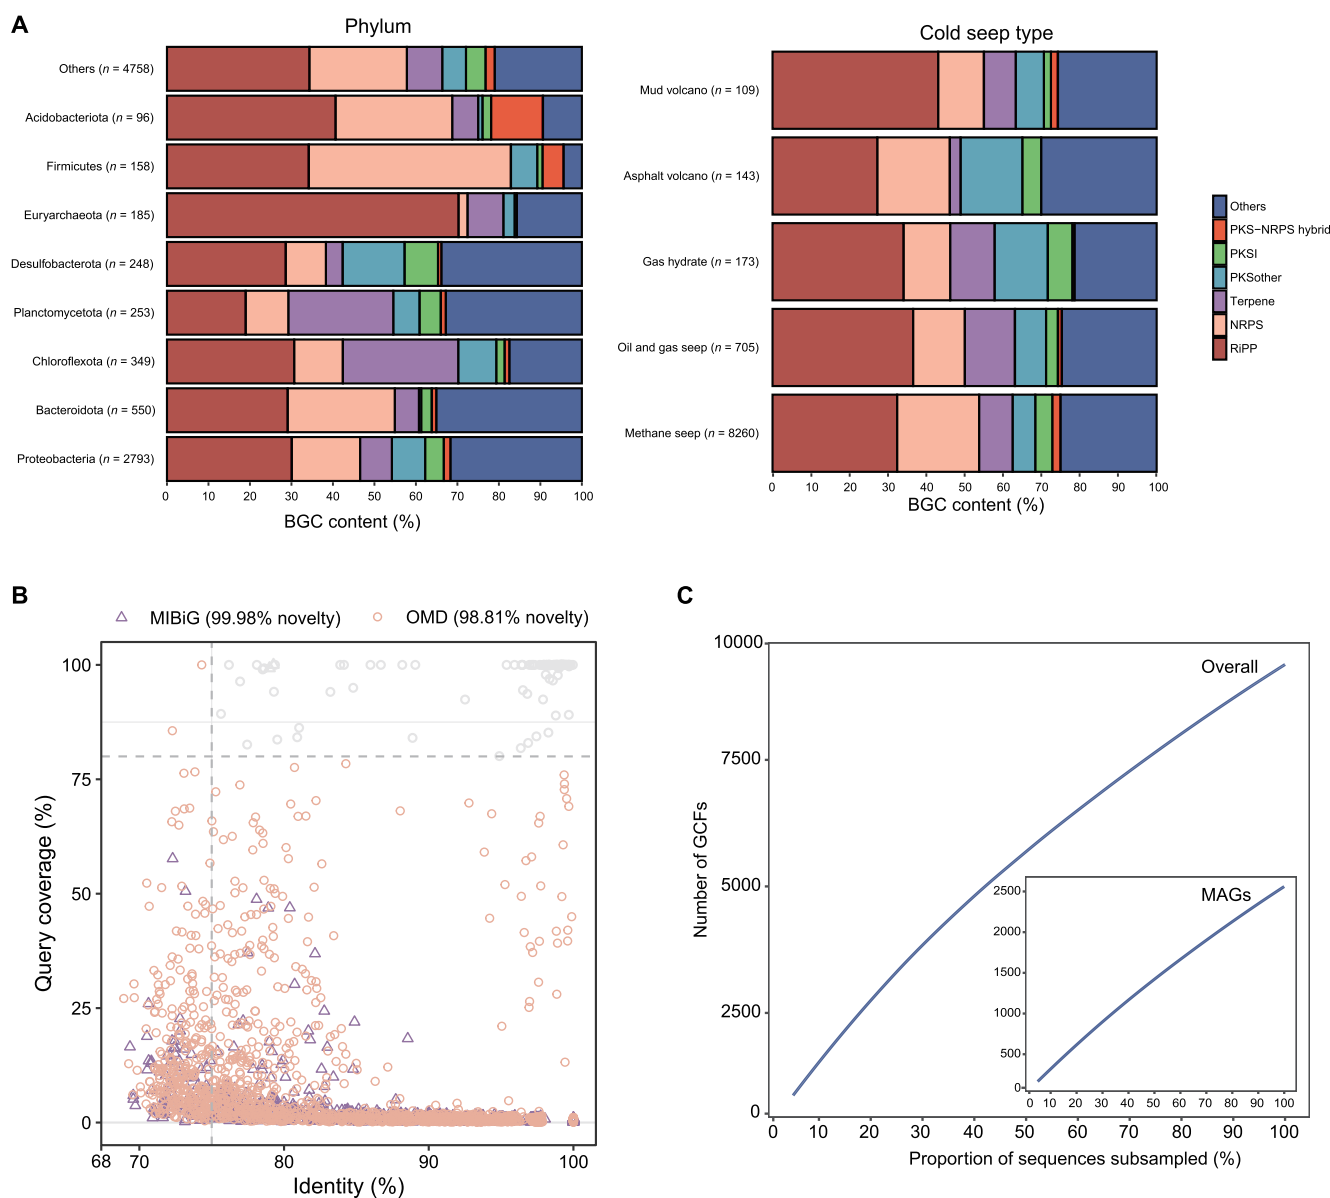 A
Phylum
Others (n = 4758)
Acidobacteriota (n = 96)
Firmicutes (n = 158)
Euryarchaeota (n = 185)
Desulfobacterota (n = 248)
Planctomycetota (n = 253)
Chloroflexota (n = 349)
Bacteroidota (n = 550)
Proteobacteria (n = 2793)
0 10 20 30 40 50 60 70 80 90 100
BGC content (%)
Cold seep type
Mud volcano (n = 109)
Asphalt volcano (n = 143)
Gas hydrate (n = 173)
Oil and gas seep (n = 705)
Methane seep (n = 8260)
0 10 20 30 40 50 60 70 80 90 100
BGC content (%)
Others
PKS−NRPS hybrid
PKSI
PKSother
Terpene
NRPS
RiPP
B
MIBiG (99.98% novelty) OMD (98.81% novelty)
100
75
50
25
0
Query coverage (%)
68 70 80 90 100
Identity (%)
C
10000
7500
5000
2500
0
Number of GCFs
Overall
MAGs
2500
2000
1500
1000
500
0
0 5 10 20 30 40 50 60 70 80 90 100
0 10 20 30 40 50 60 70 80 90 100
Proportion of sequences subsampled (%)